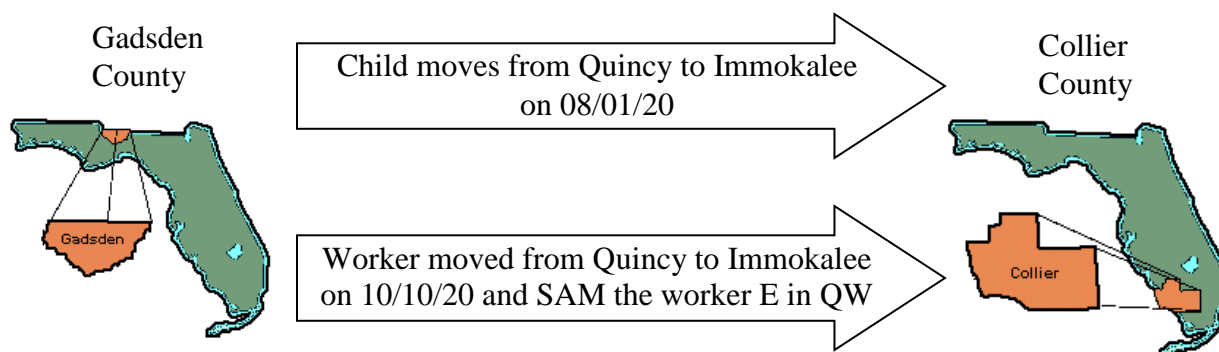 Gadsden
County
Child moves from Quincy to Immokalee
on 08/01/20
Collier
County
Gadsden
Worker moved from Quincy to Immokalee
on 10/10/20 and SAM the worker E in QW
Collier